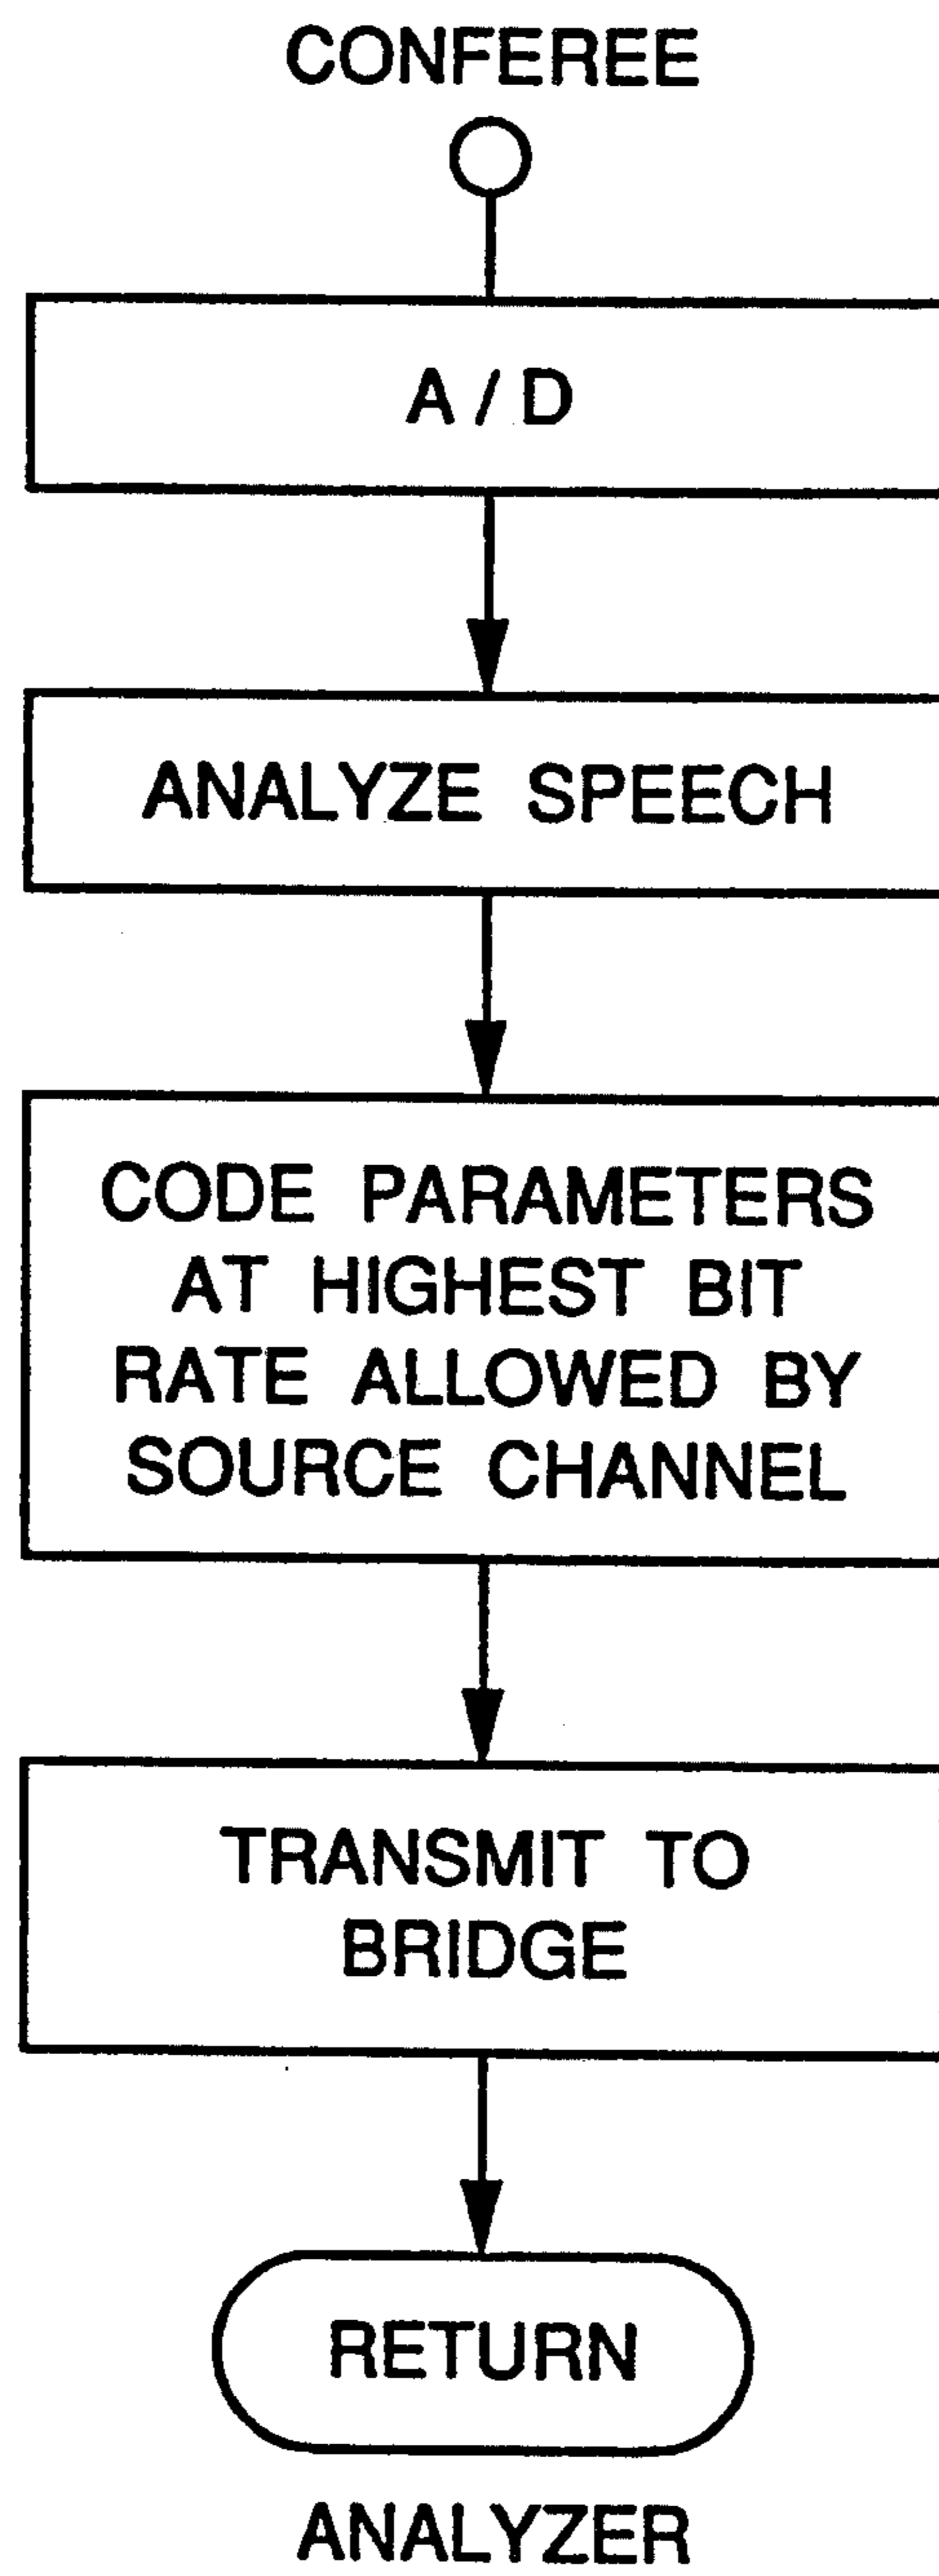 CONFEREE
A / D
ANALYZE SPEECH
CODE PARAMETERS
AT HIGHEST BIT
RATE ALLOWED BY
SOURCE CHANNEL
TRANSMIT TO
BRIDGE
RETURN
ANALYZER